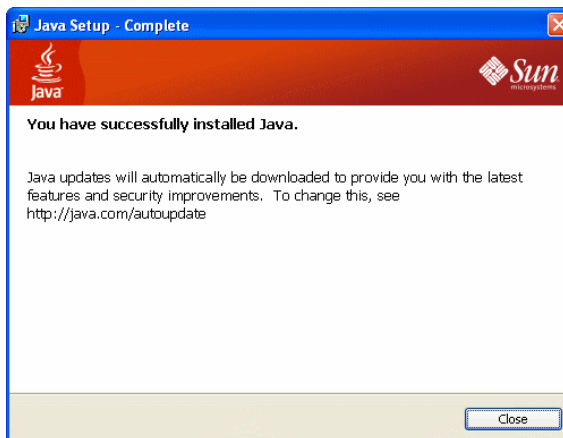 Java Setup - Complete
Java
Sun
microsystems
You have successfully installed Java.
Java updates will automatically be downloaded to provide you with the latest
features and security improvements. To change this, see
http://java.com/autoupdate
Close